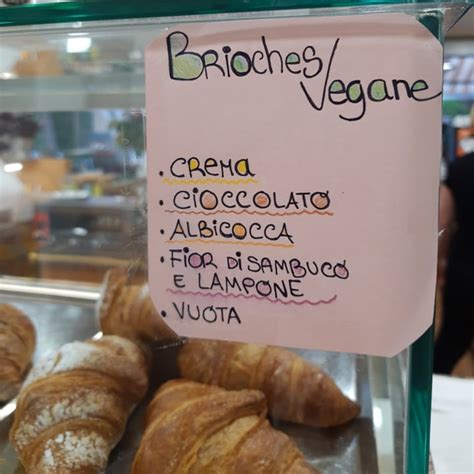 Brioches
Vegane
• CREMA
• CIOCCOLATO
• ALBICOCCA
• FIOR DI SAMBUCO
E LAMPONE
• VUOTA